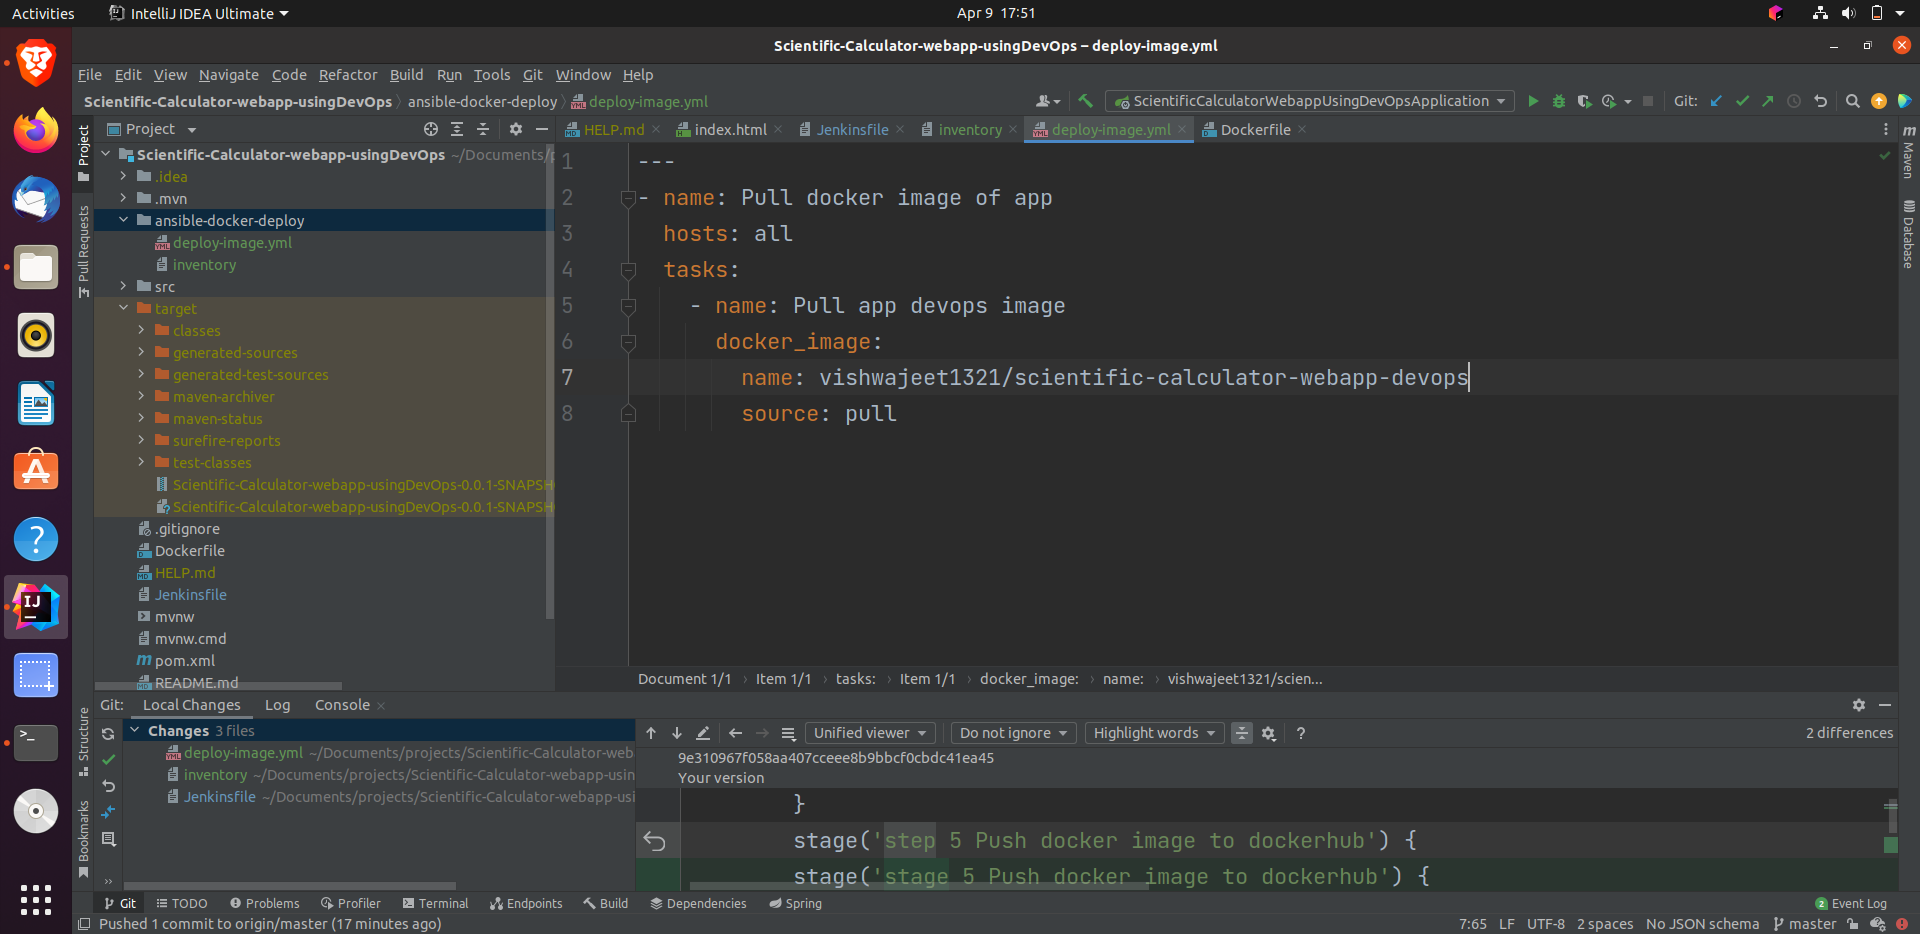 Activities
IntelliJ IDEA Ultimate
Apr 9 17:51
Scientific-Calculator-webapp-usingDevOps – deploy-image.yml
File Edit View Navigate Code Refactor Build Run Tools Git Window Help
Scientific-Calculator-webapp-usingDevOps ansible-docker-deploy deploy-image.yml
ScientificCalculatorWebappUsingDevOpsApplication
Git:
Project
HELP.md
index.html
Jenkinsfile
inventory
deploy-image.yml
Dockerfile
Project
Pull Requests
Structure
Bookmarks
Maven
Database
Scientific-Calculator-webapp-usingDevOps ~/Documents/p
.idea
.mvn
ansible-docker-deploy
deploy-image.yml
inventory
src
target
classes
generated-sources
generated-test-sources
maven-archiver
maven-status
surefire-reports
test-classes
Scientific-Calculator-webapp-usingDevOps-0.0.1-SNAPSH
Scientific-Calculator-webapp-usingDevOps-0.0.1-SNAPSH
.gitignore
Dockerfile
HELP.md
Jenkinsfile
mvnw
mvnw.cmd
pom.xml
README.md
1 ---
2 - name: Pull docker image of app
3 hosts: all
4 tasks:
5 - name: Pull app devops image
6 docker_image:
7 name: vishwajeet1321/scientific-calculator-webapp-devops
8 source: pull
Document 1/1 › Item 1/1 › tasks: › Item 1/1 › docker_image: › name: › vishwajeet1321/scien...
Git: Local Changes Log Console
Changes 3 files
deploy-image.yml ~/Documents/projects/Scientific-Calculator-web
inventory ~/Documents/projects/Scientific-Calculator-webapp-usin
Jenkinsfile ~/Documents/projects/Scientific-Calculator-webapp-usi
Unified viewer
Do not ignore
Highlight words
?
2 differences
9e310967f058aa407cceee8b9bbcf0cbdc41ea45
Your version
}
stage('step 5 Push docker image to dockerhub') {
stage('stage 5 Push docker image to dockerhub') {
Git TODO Problems Profiler Terminal Endpoints Build Dependencies Spring
2 Event Log
Pushed 1 commit to origin/master (17 minutes ago)
7:65 LF UTF-8 2 spaces No JSON schema master